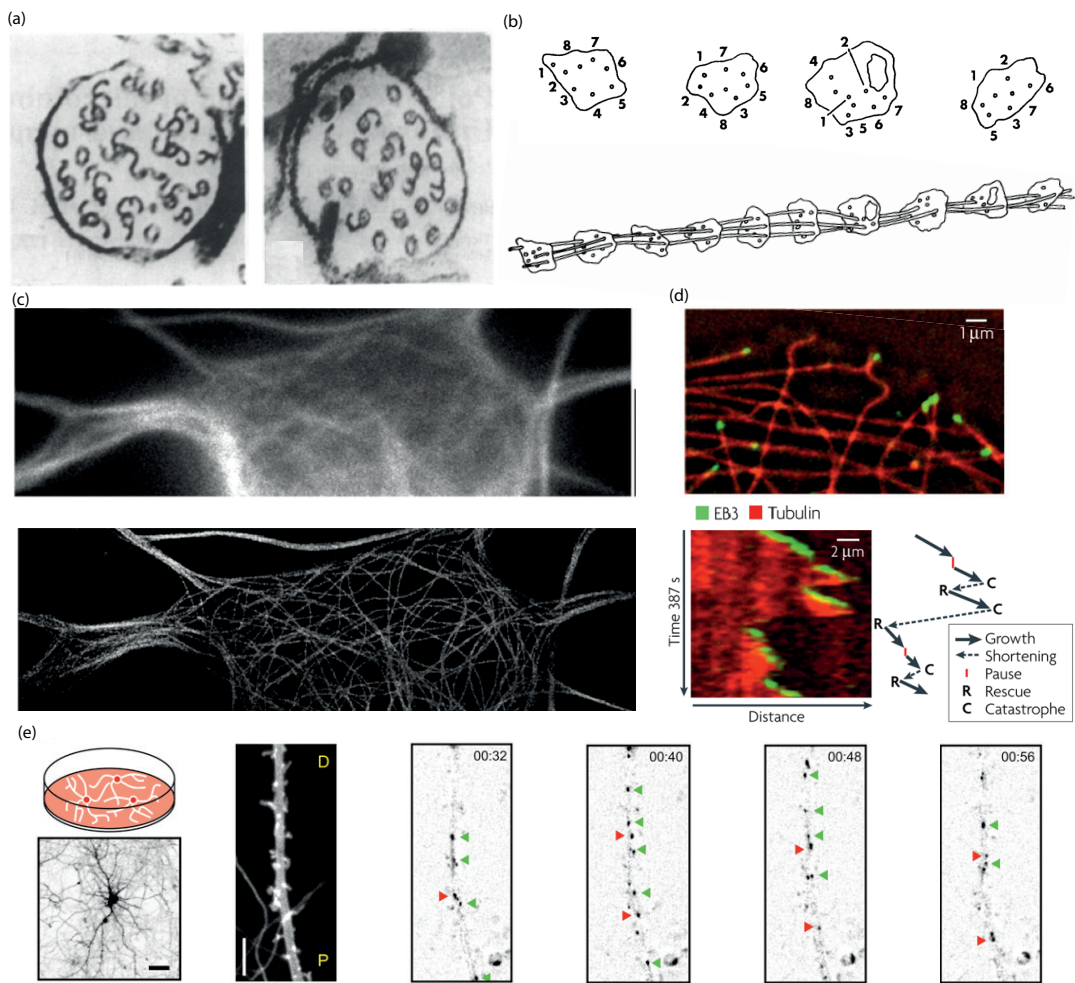 (a)
(b)
8 7
1 6
2
3 5
4
7
1
6
2 5
4 3
8
2
4
8 7
1 6
3 5
2
1
6
8 7
3
5
(c)
(d)
1 μm
EB3 Tubulin
2 μm
Time 387 s
Distance
C
R
C
R
C
R
Growth
Shortening
Pause
R Rescue
C Catastrophe
(e)
D
P
00:32
00:40
00:48
00:56